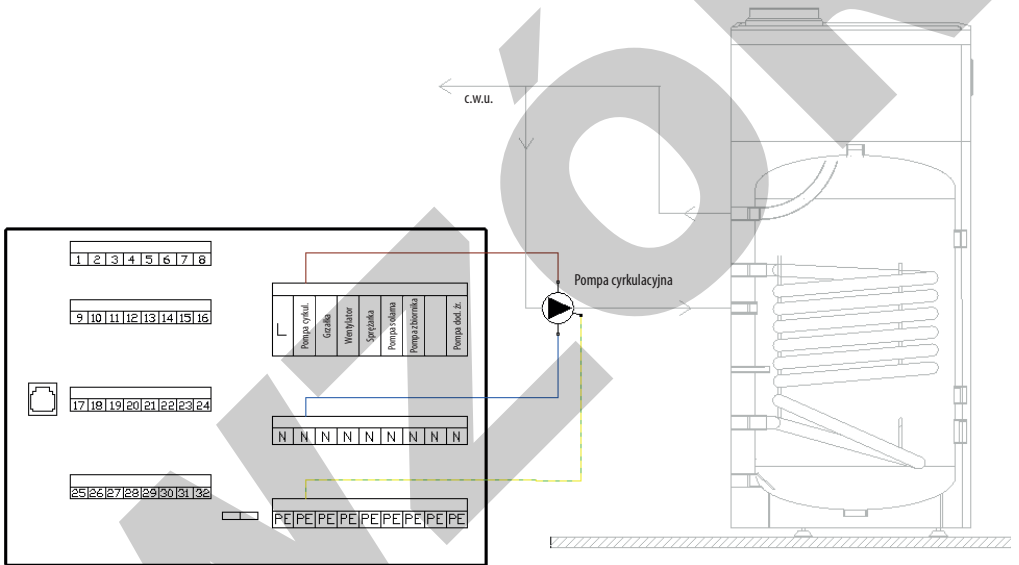 c.w.u.
1 2 3 4 5 6 7 8
Pompa cyrkulacyjna
L
Pompa cyrkul.
Grzałka
Wentylator
Sprężarka
Pompa solarna
Pompa zbiornika
Pompa dod. źr.
9 10 11 12 13 14 15 16
17 18 19 20 21 22 23 24
N N N N N N N N N
25 26 27 28 29 30 31 32
PE PE PE PE PE PE PE PE PE
WZÓR